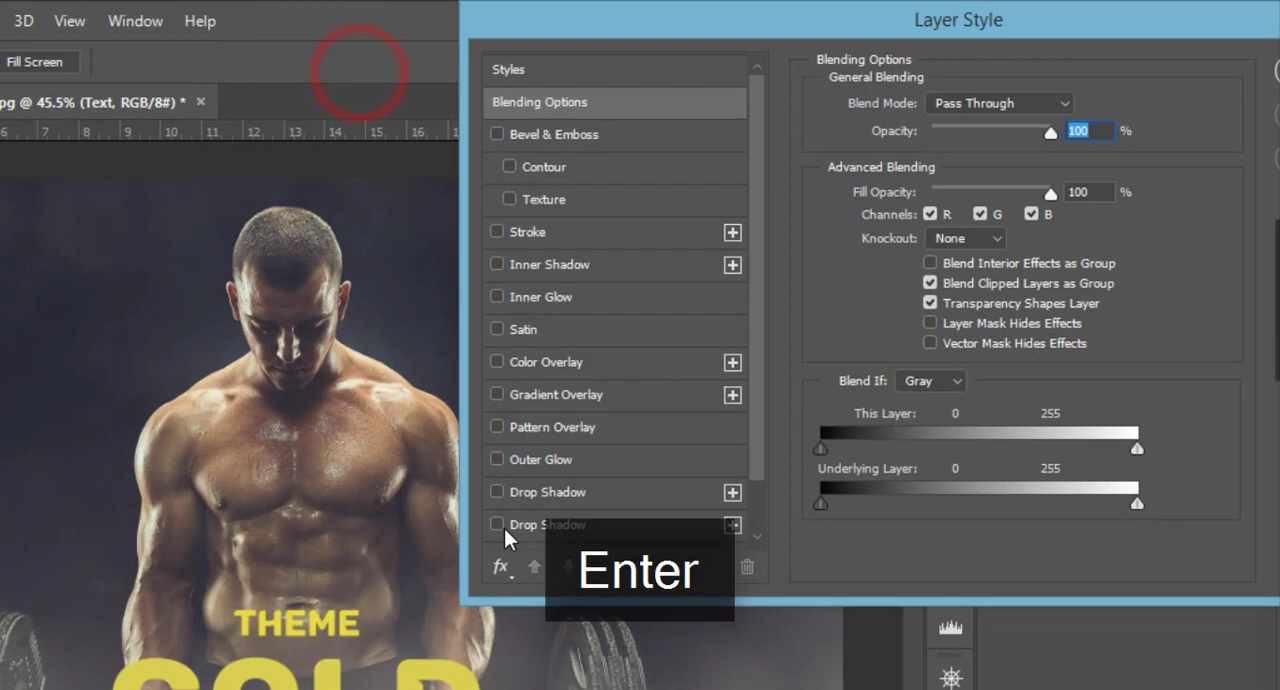 3D View Window Help
Layer Style
Fill Screen
pg @ 45.5% (Text, RGB/8#) * ×
6 7 8 9 10 11 12 13 14 15 16 1
Styles
Blending Options
Bevel & Emboss
Contour
Texture
Stroke
Inner Shadow
Inner Glow
Satin
Color Overlay
Gradient Overlay
Pattern Overlay
Outer Glow
Drop Shadow
Drop Shadow
fx
Blending Options
General Blending
Blend Mode: Pass Through
Opacity: 100 %
Advanced Blending
Fill Opacity: 100 %
Channels: R G B
Knockout: None
Blend Interior Effects as Group
Blend Clipped Layers as Group
Transparency Shapes Layer
Layer Mask Hides Effects
Vector Mask Hides Effects
Blend If: Gray
This Layer: 0 255
Underlying Layer: 0 255
Enter
THEME
GOLD